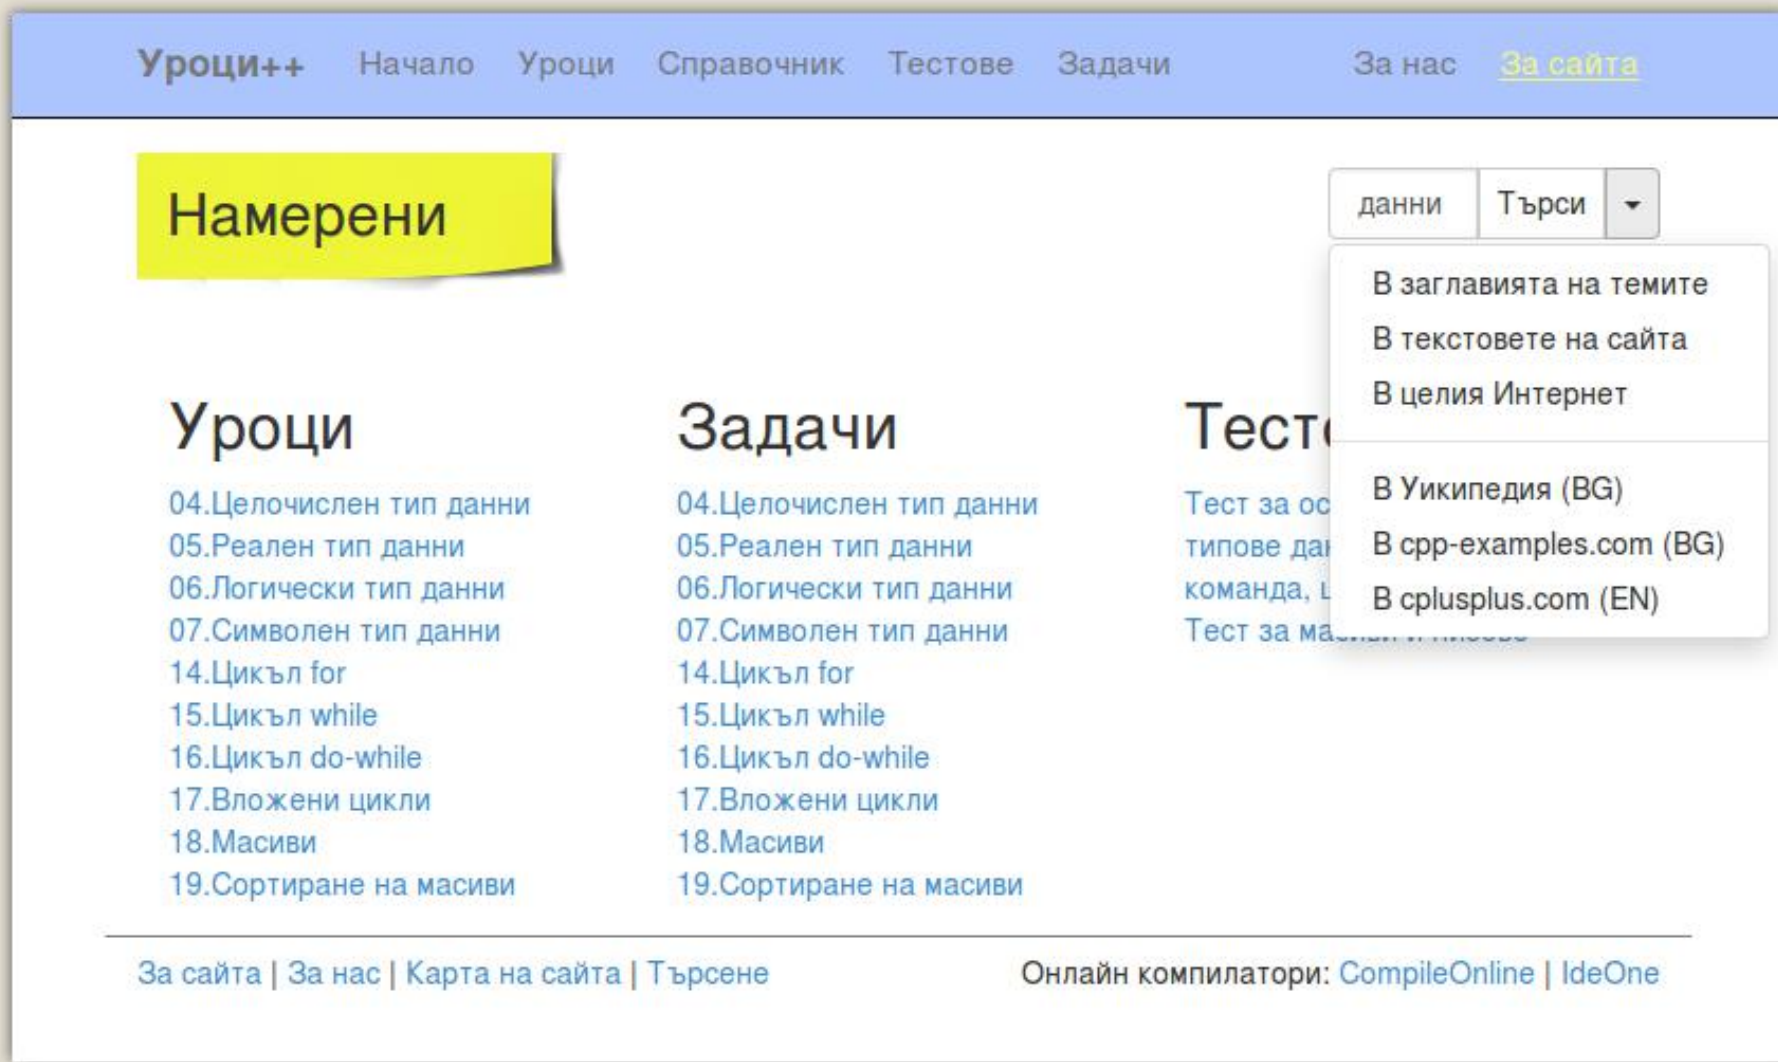 Уроци++ Начало Уроци Справочник Тестове Задачи За нас За сайта
Намерени
данни Търси
В заглавията на темите
В текстовете на сайта
В целия Интернет
В Уикипедия (BG)
В cpp-examples.com (BG)
В cplusplus.com (EN)
Уроци
04.Целочислен тип данни
05.Реален тип данни
06.Логически тип данни
07.Символен тип данни
14.Цикъл for
15.Цикъл while
16.Цикъл do-while
17.Вложени цикли
18.Масиви
19.Сортиране на масиви
Задачи
04.Целочислен тип данни
05.Реален тип данни
06.Логически тип данни
07.Символен тип данни
14.Цикъл for
15.Цикъл while
16.Цикъл do-while
17.Вложени цикли
18.Масиви
19.Сортиране на масиви
Тест за
типове
команда,
Тест за
За сайта | За нас | Карта на сайта | Търсене
Онлайн компилатори: CompileOnline | IdeOne